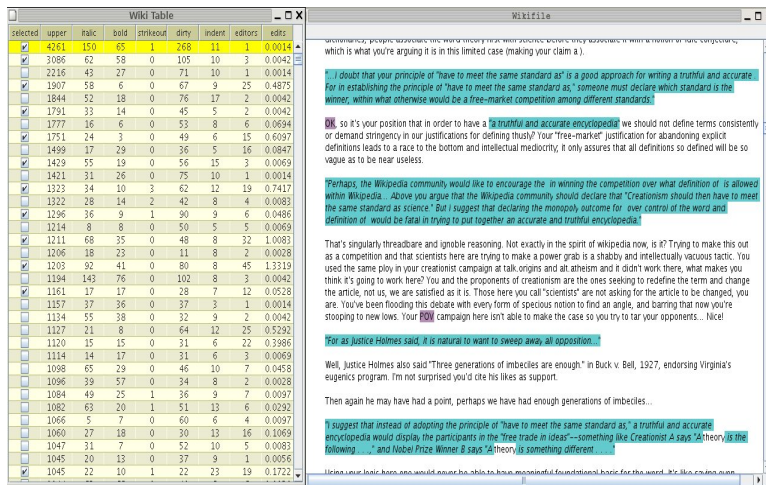 Wiki Table
selected upper italic bold strikeout dirty indent editors edits
4261 150 65 1 268 11 1 0.0014
3086 62 58 0 105 10 3 0.0042
2216 43 27 0 71 10 1 0.0014
1907 58 6 0 67 9 25 0.4875
1844 52 18 0 76 17 2 0.0042
1791 33 14 0 45 5 2 0.0042
1777 16 6 0 53 8 6 0.0694
1751 24 3 0 49 6 15 0.6097
1499 17 29 0 36 5 16 0.0847
1429 55 19 0 56 15 3 0.0069
1421 31 26 0 75 10 1 0.0014
1323 34 10 3 62 12 19 0.7417
1322 28 14 2 42 8 4 0.0083
1296 36 9 1 90 9 6 0.0486
1214 8 8 0 50 5 5 0.0069
1211 68 35 0 48 8 32 1.0083
1206 18 23 0 11 8 2 0.0028
1203 92 41 0 80 8 45 1.3319
1194 143 76 0 102 8 3 0.0042
1161 17 17 0 28 7 12 0.0528
1157 37 36 0 37 3 1 0.0014
1134 55 38 0 32 9 2 0.0042
1127 21 8 0 64 12 25 0.5292
1120 15 15 0 31 6 22 0.3986
1114 14 17 0 31 6 3 0.0069
1098 65 29 0 46 10 7 0.0458
1096 39 57 0 34 8 2 0.0028
1084 49 25 1 36 9 7 0.0097
1082 63 20 1 51 13 6 0.0292
1066 5 7 0 60 6 4 0.0097
1060 27 18 0 30 13 16 0.1069
1047 31 7 0 52 10 5 0.0083
1045 20 13 0 37 9 1 0.0056
1045 22 10 1 22 23 19 0.1722
Wikifile
which is what you're arguing it is in this limited case (making your claim a ).
"...I doubt that your principle of "have to meet the same standard as" is a good approach for writing a truthful and accurate
For in establishing the principle of "have to meet the same standard as," someone must declare which standard is the
winner, within what otherwise would be a free-market competition among different standards."
OK, so it's your position that in order to have a "a truthful and accurate encyclopedia" we should not define terms consistently
or demand stringency in our justifications for defining thusly? Your "free-market" justification for abandoning explicit
definitions leads to a race to the bottom and intellectual mediocrity; it only assures that all definitions so defined will be so
vague as to be near useless.
"Perhaps, the Wikipedia community would like to encourage the in winning the competition over what definition of is allowed
within Wikipedia... Above you argue that the Wikipedia community should declare that "Creationism should then have to meet
the same standard as science." But I suggest that declaring the monopoly outcome for over control of the word and
definition of would be fatal in trying to put together an accurate and truthful encyclopedia."
That's singularly threadbare and ignoble reasoning. Not exactly in the spirit of wikipedia now, is it? Trying to make this out
as a competition and that scientists here are trying to make a power grab is a shabby and intellectually vacuous tactic. You
used the same ploy in your creationist campaign at talk.origins and alt.atheism and it didn't work there, what makes you
think it's going to work here? You and the proponents of creationism are the ones seeking to redefine the term and change
the article, not us, we are satisfied as it is. Those here you call "scientists" are not asking for the article to be changed, you
are. You've been flooding this debate with every form of specious notion to find an angle, and barring that now you're
stooping to new lows. Your POV campaign here isn't able to make the case so you try to tar your opponents... Nice!
"For as Justice Holmes said, it is natural to want to sweep away all opposition..."
Well, Justice Holmes also said "Three generations of imbeciles are enough." in Buck v. Bell, 1927, endorsing Virginia's
eugenics program. I'm not surprised you'd cite his likes as support.
Then again he may have had a point, perhaps we have had enough generations of imbeciles...
"I suggest that instead of adopting the principle of "have to meet the same standard as," a truthful and accurate
encyclopedia would display the participants in the "free trade in ideas"--something like Creationist A says "A theory is the
following . . .," and Nobel Prize Winner B says "A theory is something different . . . . ."